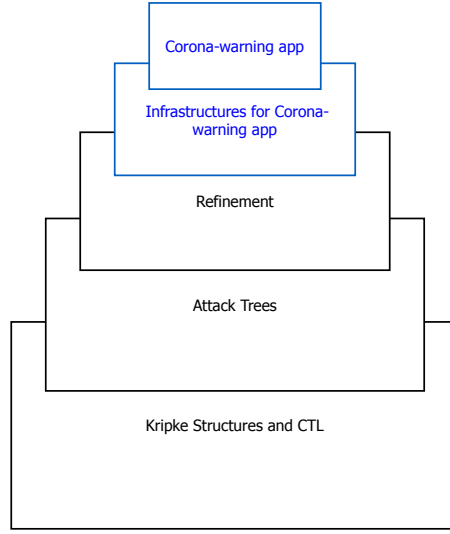 Corona-warning app
Infrastructures for Corona-
warning app
Refinement
Attack Trees
Kripke Structures and CTL